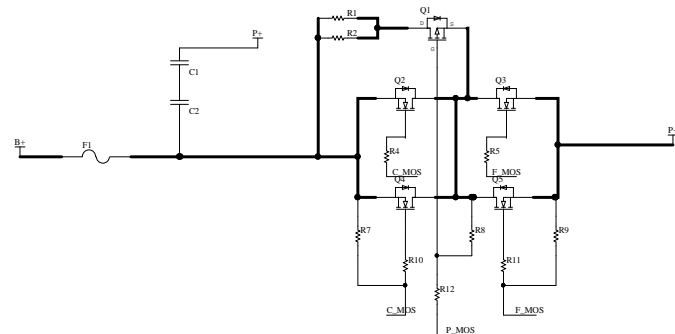 R1
Q1
D
S
G
R2
P+
C1
C2
Q2
Q3
B+
F1
P-
R4
R5
C_MOS
F_MOS
Q4
Q5
R7
R8
R9
R10
R11
R12
C_MOS
F_MOS
P_MOS